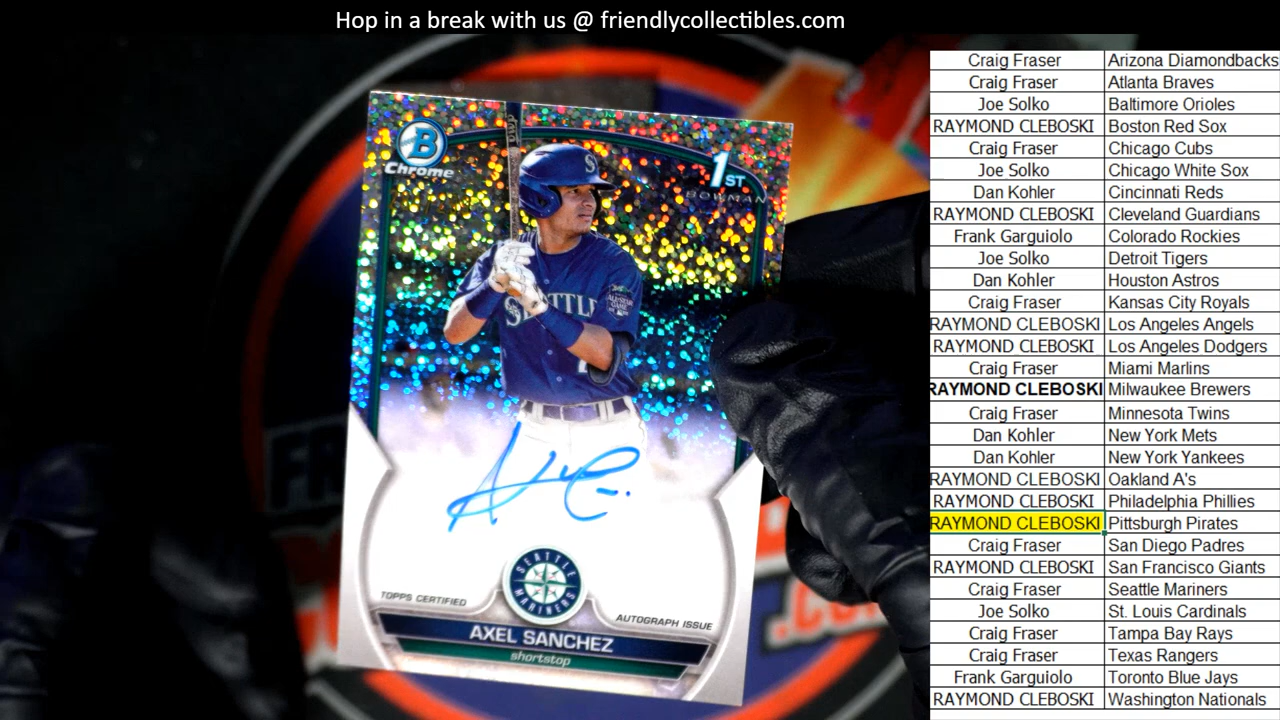 Hop in a break with us @ friendlycollectibles.com
B
Chrome
1ST
BOWMAN
S
SEATTLE
ALL-STAR
GAME
SEATTLE
MARINERS
TOPPS CERTIFIED
AUTOGRAPH ISSUE
AXEL SANCHEZ
shortstop
Craig Fraser Arizona Diamondbacks
Craig Fraser Atlanta Braves
Joe Solko Baltimore Orioles
RAYMOND CLEBOSKI Boston Red Sox
Craig Fraser Chicago Cubs
Joe Solko Chicago White Sox
Dan Kohler Cincinnati Reds
RAYMOND CLEBOSKI Cleveland Guardians
Frank Garguiolo Colorado Rockies
Joe Solko Detroit Tigers
Dan Kohler Houston Astros
Craig Fraser Kansas City Royals
RAYMOND CLEBOSKI Los Angeles Angels
RAYMOND CLEBOSKI Los Angeles Dodgers
Craig Fraser Miami Marlins
RAYMOND CLEBOSKI Milwaukee Brewers
Craig Fraser Minnesota Twins
Dan Kohler New York Mets
Dan Kohler New York Yankees
RAYMOND CLEBOSKI Oakland A's
RAYMOND CLEBOSKI Philadelphia Phillies
RAYMOND CLEBOSKI Pittsburgh Pirates
Craig Fraser San Diego Padres
RAYMOND CLEBOSKI San Francisco Giants
Craig Fraser Seattle Mariners
Joe Solko St. Louis Cardinals
Craig Fraser Tampa Bay Rays
Craig Fraser Texas Rangers
Frank Garguiolo Toronto Blue Jays
RAYMOND CLEBOSKI Washington Nationals